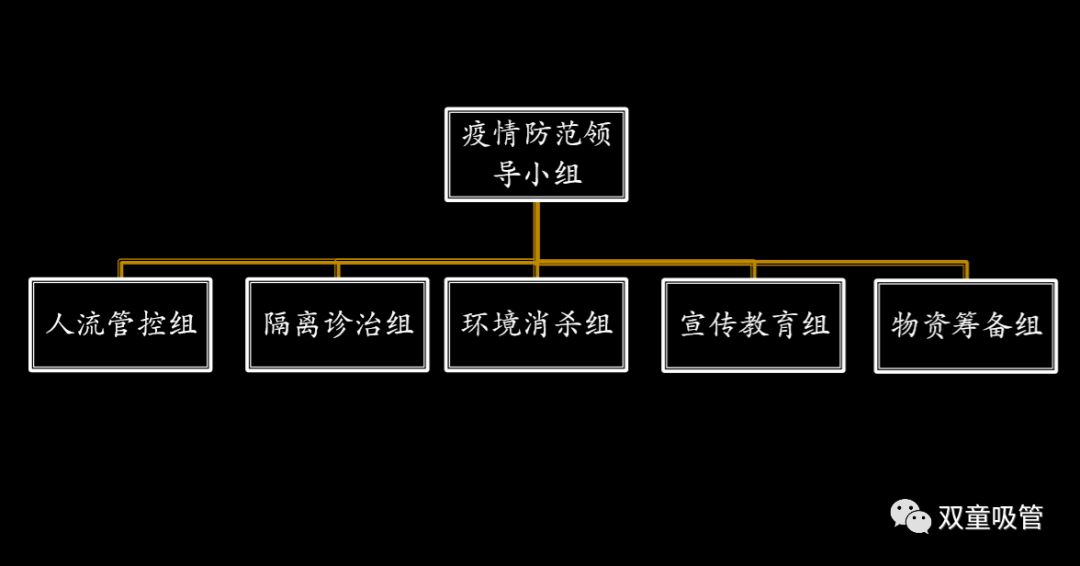 疫情防范领
导小组
人流管控组
隔离诊治组
环境消杀组
宣传教育组
物资筹备组
双童吸管